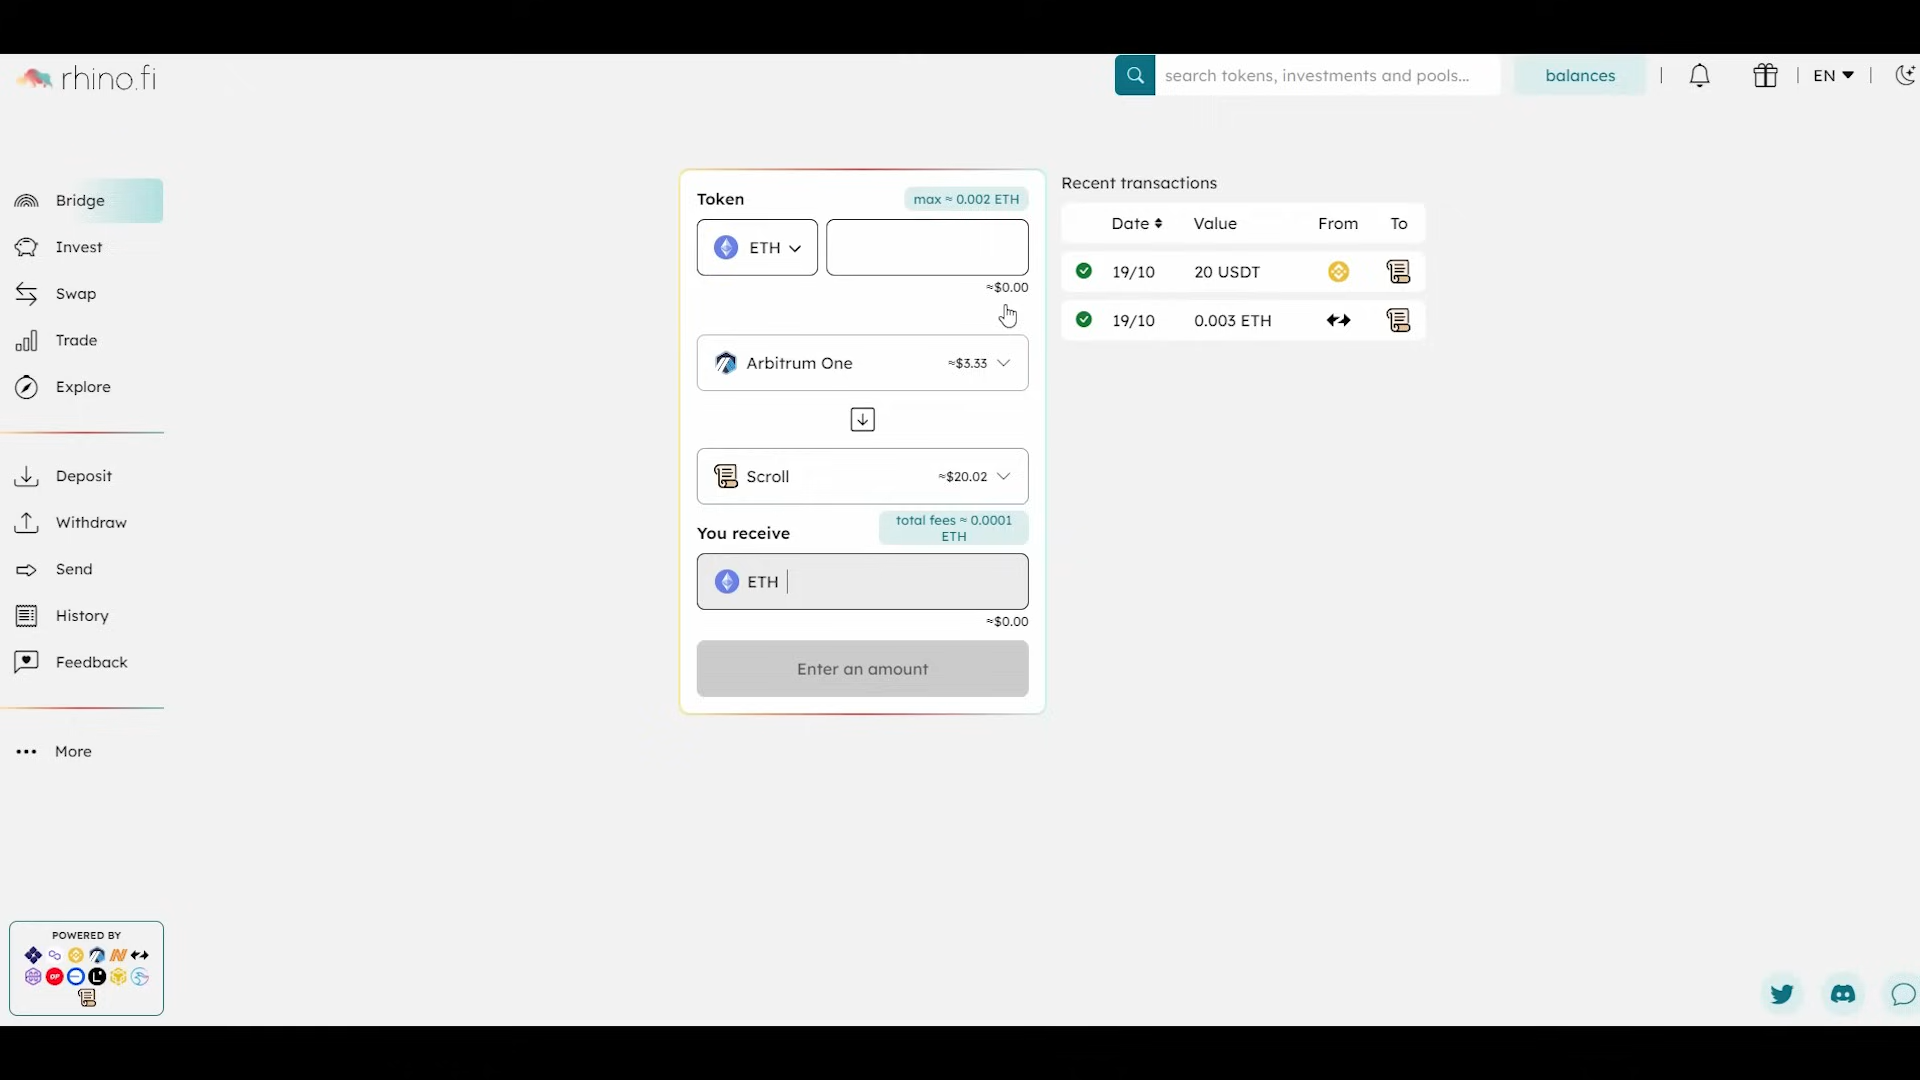 rhino.fi
search tokens, investments and pools...
balances
EN
Bridge
Invest
Swap
Trade
Explore
Deposit
Withdraw
Send
History
Feedback
More
POWERED BY
Token
max ≈ 0.002 ETH
ETH
≈$0.00
Arbitrum One ≈$3.33
Scroll ≈$20.02
You receive
total fees ≈ 0.0001
ETH
ETH
≈$0.00
Enter an amount
Recent transactions
Date Value From To
19/10 20 USDT
19/10 0.003 ETH